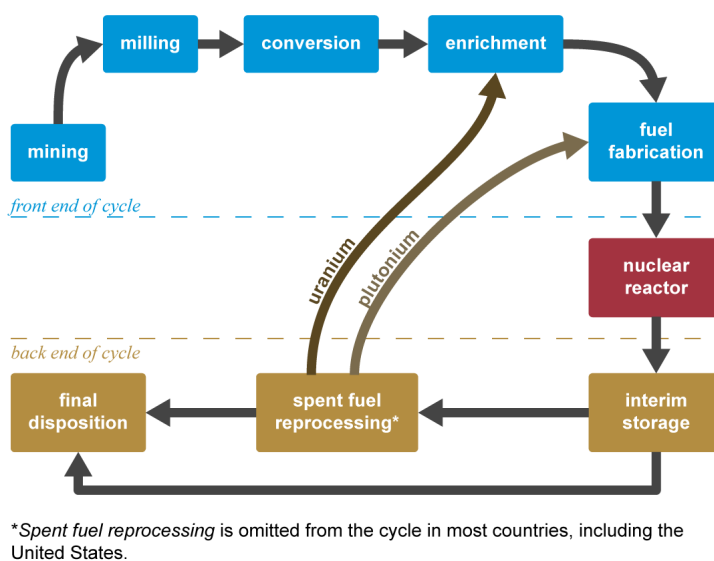 milling
conversion
enrichment
mining
fuel
fabrication
front end of cycle
uranium
plutonium
nuclear
reactor
back end of cycle
final
disposition
spent fuel
reprocessing*
interim
storage
*Spent fuel reprocessing is omitted from the cycle in most countries, including the
United States.